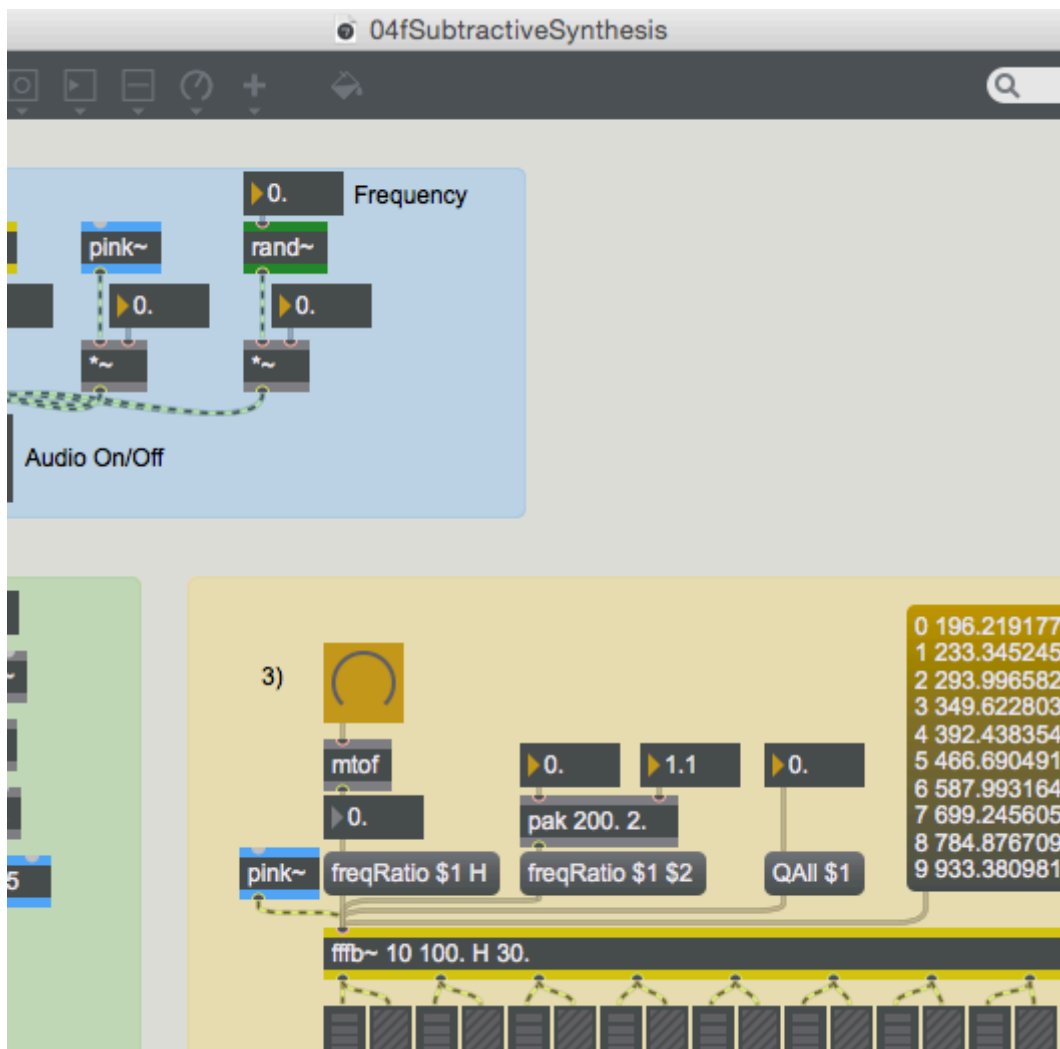 04fSubtractiveSynthesis
0.
Frequency
pink~
rand~
0.
0.
*~
*~
Audio On/Off
3)
0 196.219177
1 233.345245
2 293.996582
3 349.622803
4 392.438354
5 466.690491
6 587.993164
7 699.245605
8 784.876709
9 933.380981
mtof
0.
1.1
0.
0.
pak 200. 2.
~
5
pink~
freqRatio $1 H
freqRatio $1 $2
QAll $1
fffb~ 10 100. H 30.